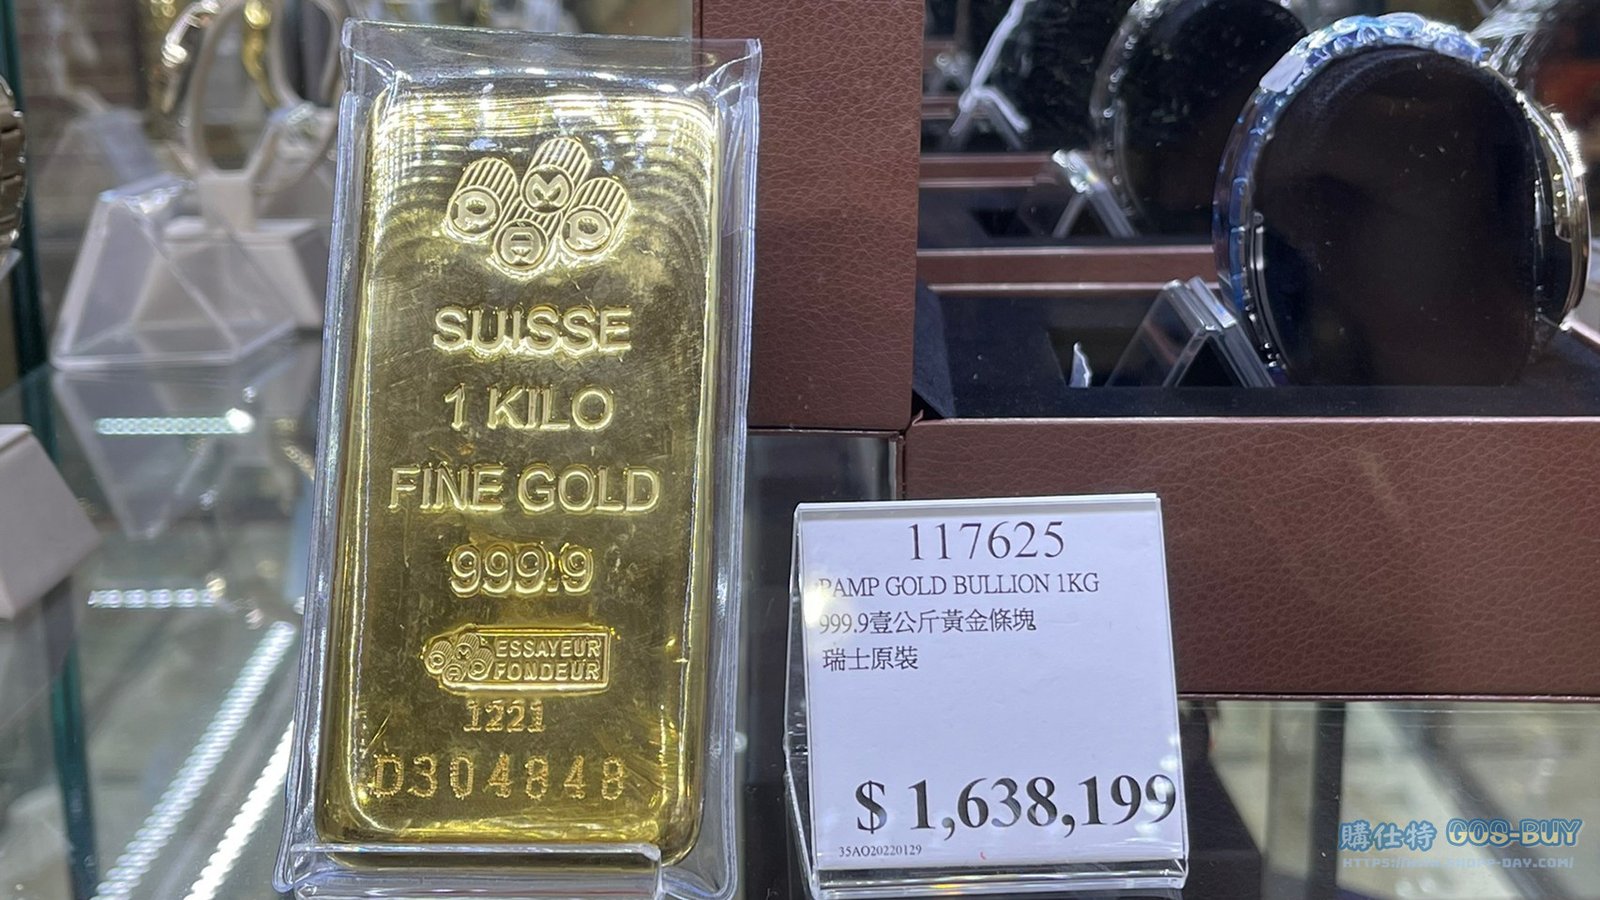 P M A P
SUISSE
1 KILO
FINE GOLD
999.9
ESSAYEUR
FONDEUR
1221
D304848
117625
PAMP GOLD BULLION 1KG
999.9壹公斤黃金條塊
瑞士原裝
$ 1,638,199
35AO20220129
購仕特 GOS-BUY